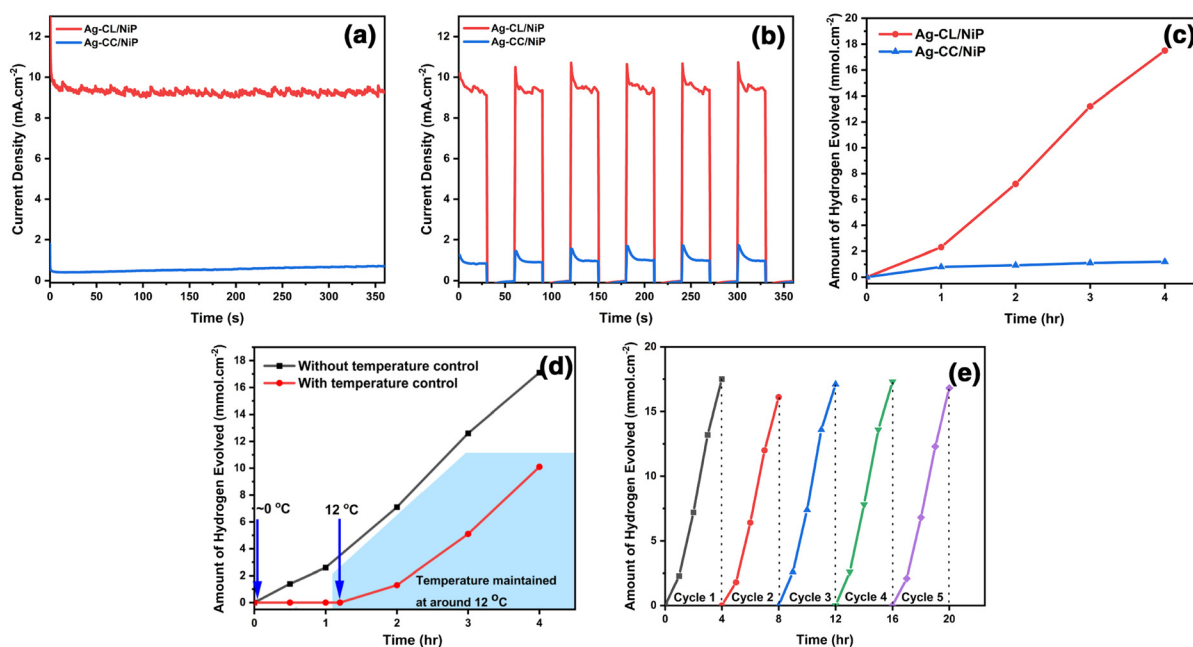 Ag-CL/NiP
Ag-CC/NiP
(a)
Current Density (mA.cm⁻²)
12
10
8
6
4
2
0
0 50 100 150 200 250 300 350
Time (s)
Ag-CL/NiP
Ag-CC/NiP
(b)
Current Density (mA.cm⁻²)
12
10
8
6
4
2
0
0 50 100 150 200 250 300 350
Time (s)
Ag-CL/NiP
Ag-CC/NiP
(c)
Amount of Hydrogen Evolved (mmol.cm⁻²)
20
18
16
14
12
10
8
6
4
2
0
0 1 2 3 4
Time (hr)
Without temperature control
With temperature control
(d)
Amount of Hydrogen Evolved (mmol.cm⁻²)
18
16
14
12
10
8
6
4
2
0
~0 °C
12 °C
Temperature maintained
at around 12 °C
0 1 2 3 4
Time (hr)
(e)
Amount of Hydrogen Evolved (mmol.cm⁻²)
20
15
10
5
0
Cycle 1 Cycle 2 Cycle 3 Cycle 4 Cycle 5
0 4 8 12 16 20
Time (hr)